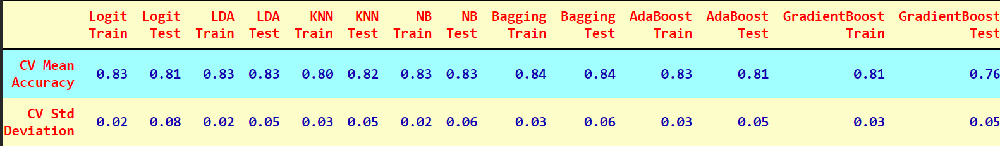 Logit Logit LDA LDA KNN KNN NB NB Bagging Bagging AdaBoost AdaBoost GradientBoost GradientBoost
Train Test Train Test Train Test Train Test Train Test Train Test Train Test
CV Mean
Accuracy 0.83 0.81 0.83 0.83 0.80 0.82 0.83 0.83 0.84 0.84 0.83 0.81 0.81 0.76
CV Std
Deviation 0.02 0.08 0.02 0.05 0.03 0.05 0.02 0.06 0.03 0.06 0.03 0.05 0.03 0.05